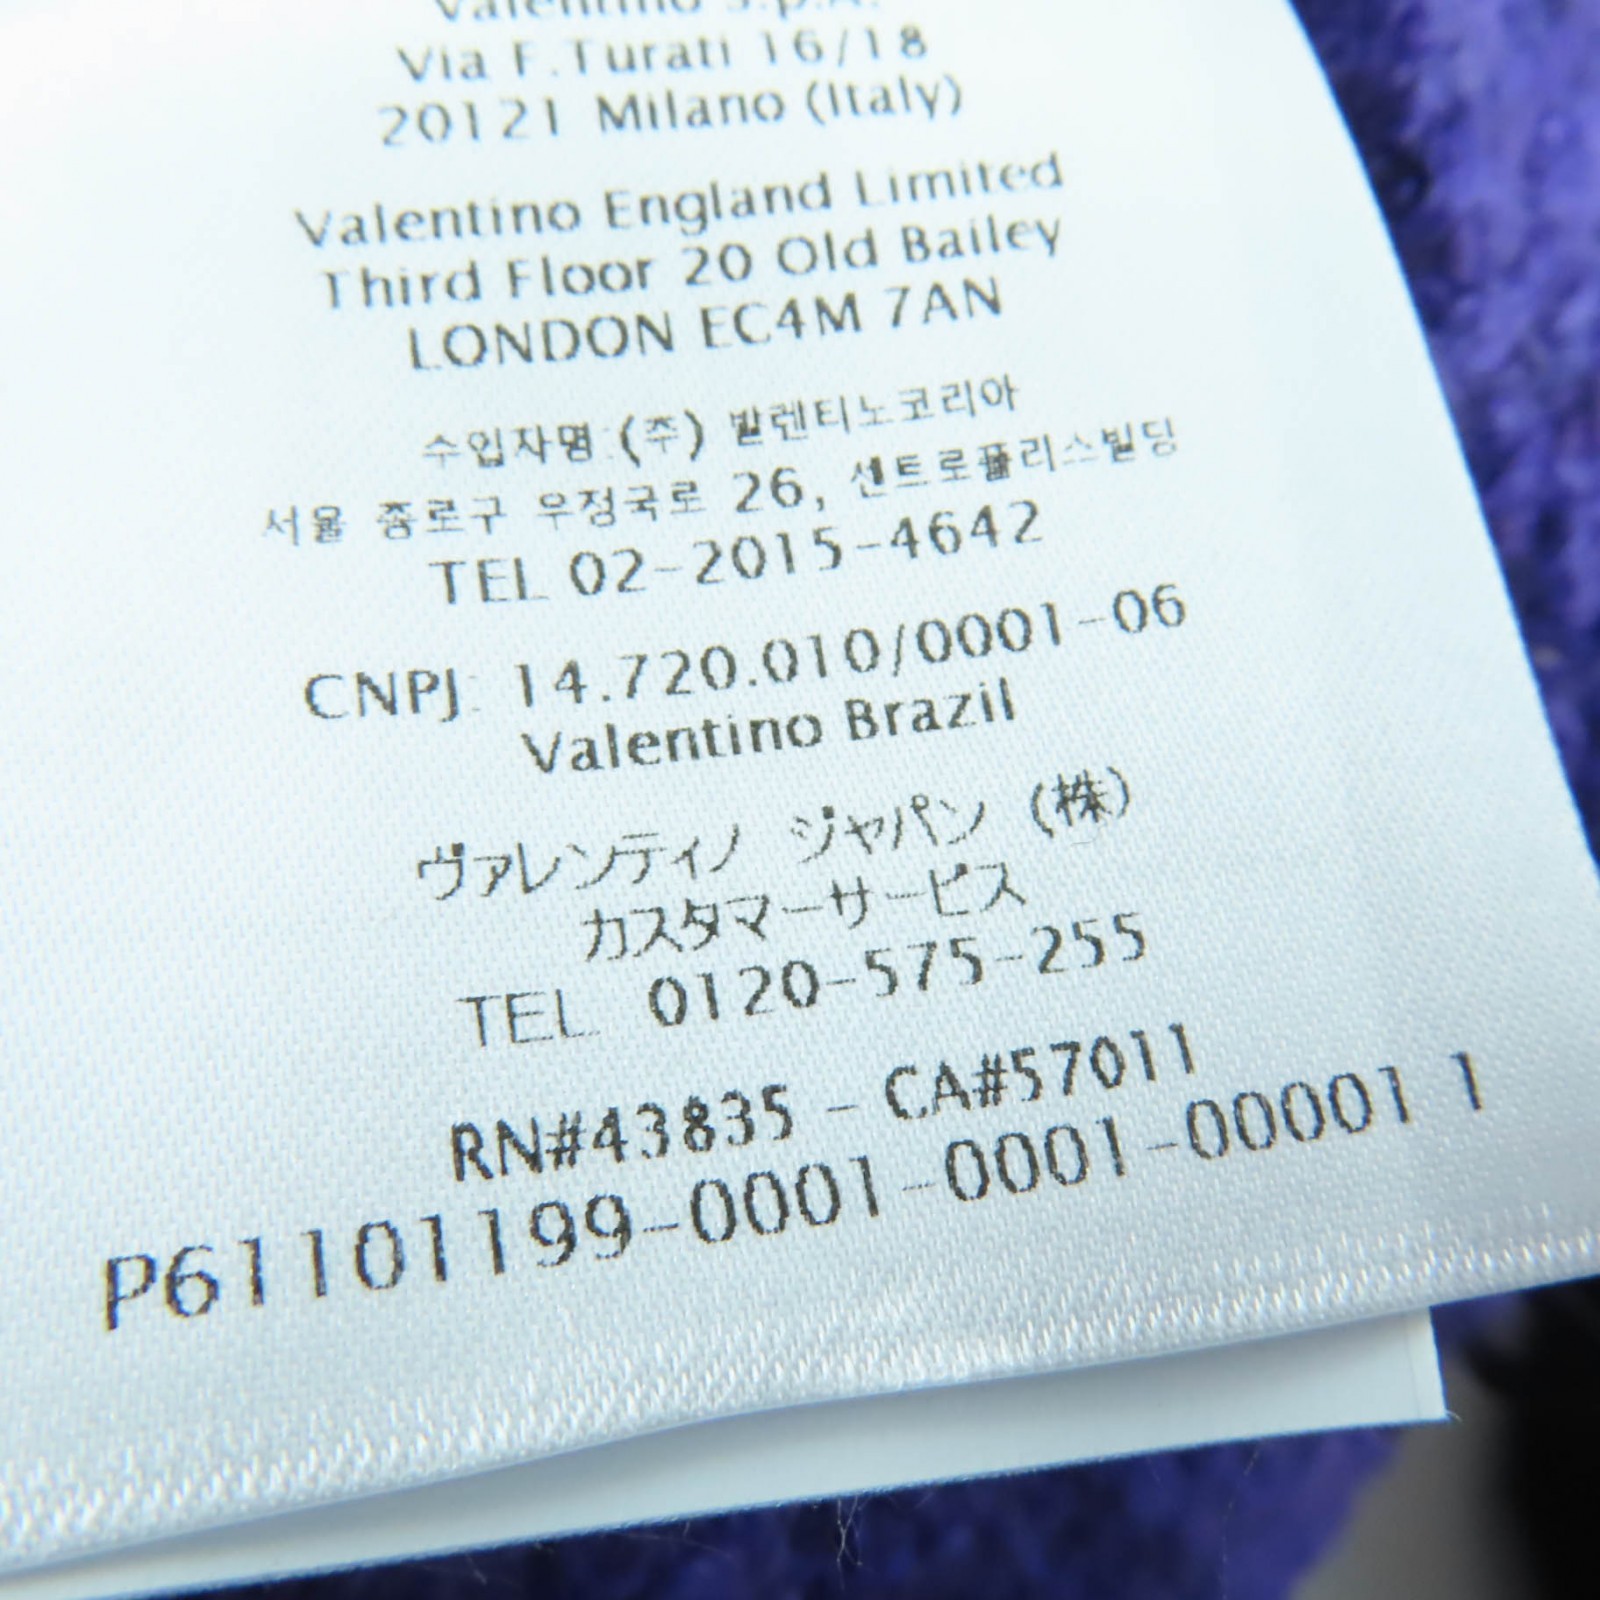 Valentino S.p.A.
Via F.Turati 16/18
20121 Milano (Italy)
Valentino England Limited
Third Floor 20 Old Bailey
LONDON EC4M 7AN
수입자명 (주) 발렌티노코리아
서울 종로구 우정국로 26, 센트로폴리스빌딩
TEL 02-2015-4642
CNPJ: 14.720.010/0001-06
Valentino Brazil
ヴァレンティノ ジャパン (株)
カスタマーサービス
TEL. 0120-575-255
RN#43835 - CA#57011
P61101199-0001-0001-00001 1